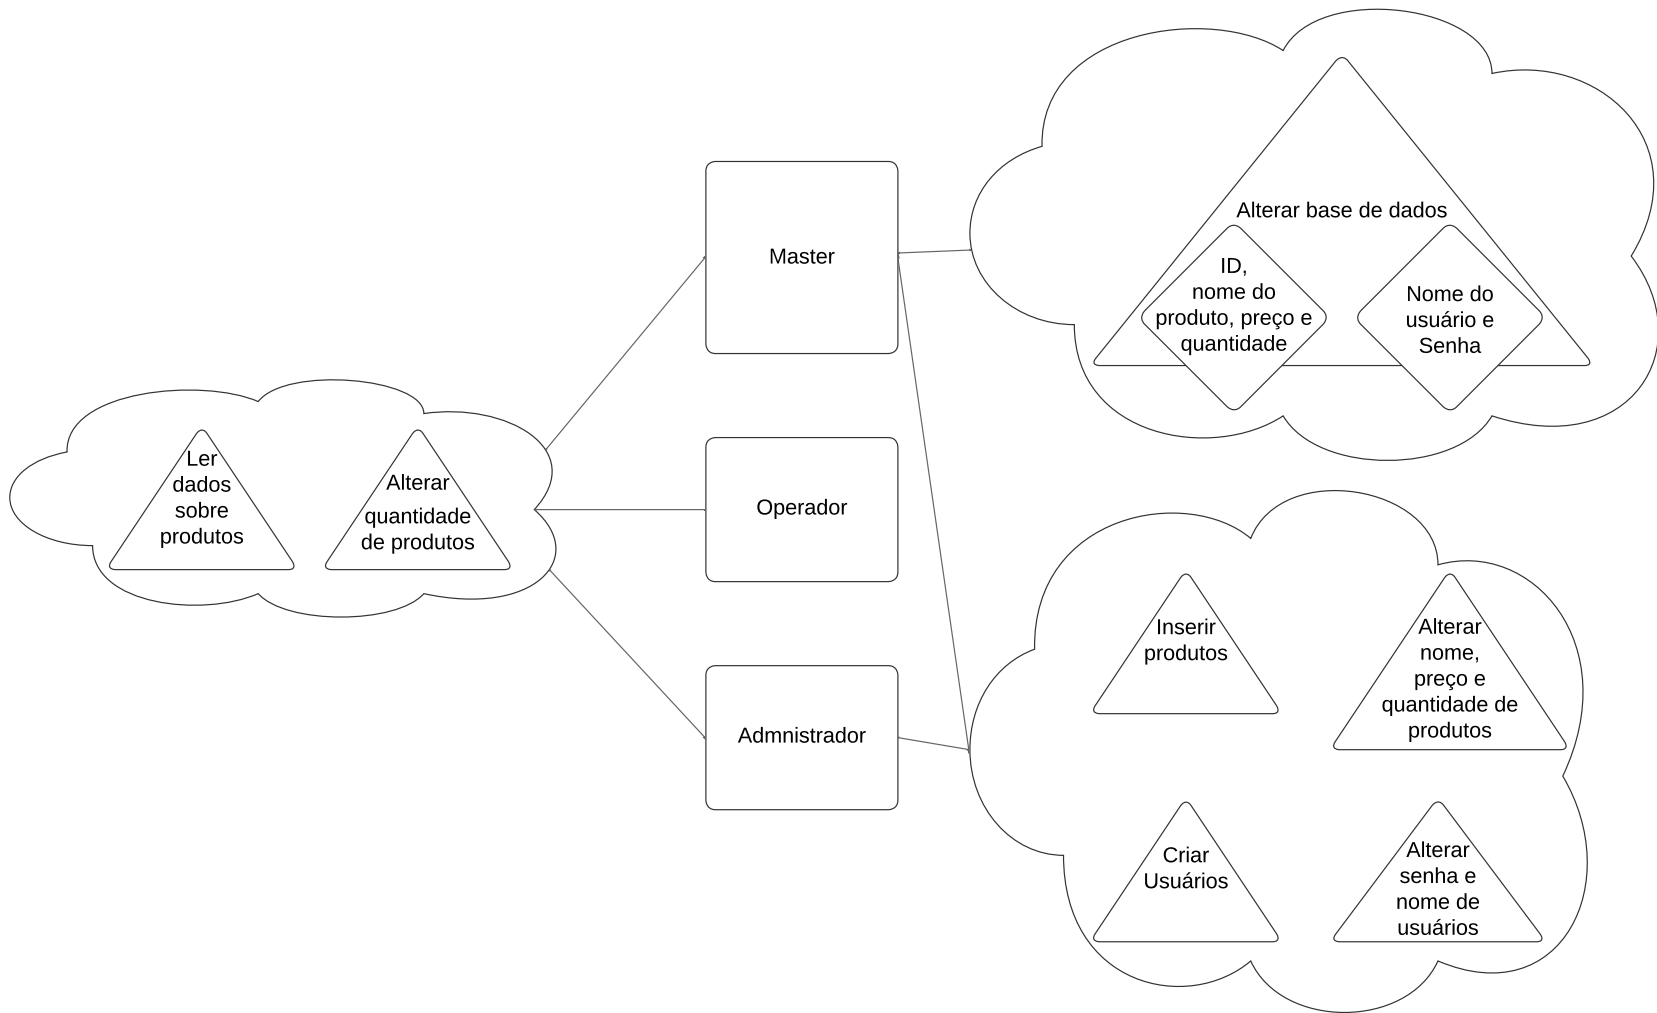 Alterar base de dados
ID,
nome do
produto, preço e
quantidade
Nome do
usuário e
Senha
Master
Ler
dados
sobre
produtos
Alterar
quantidade
de produtos
Operador
Admnistrador
Inserir
produtos
Alterar
nome,
preço e
quantidade de
produtos
Criar
Usuários
Alterar
senha e
nome de
usuários